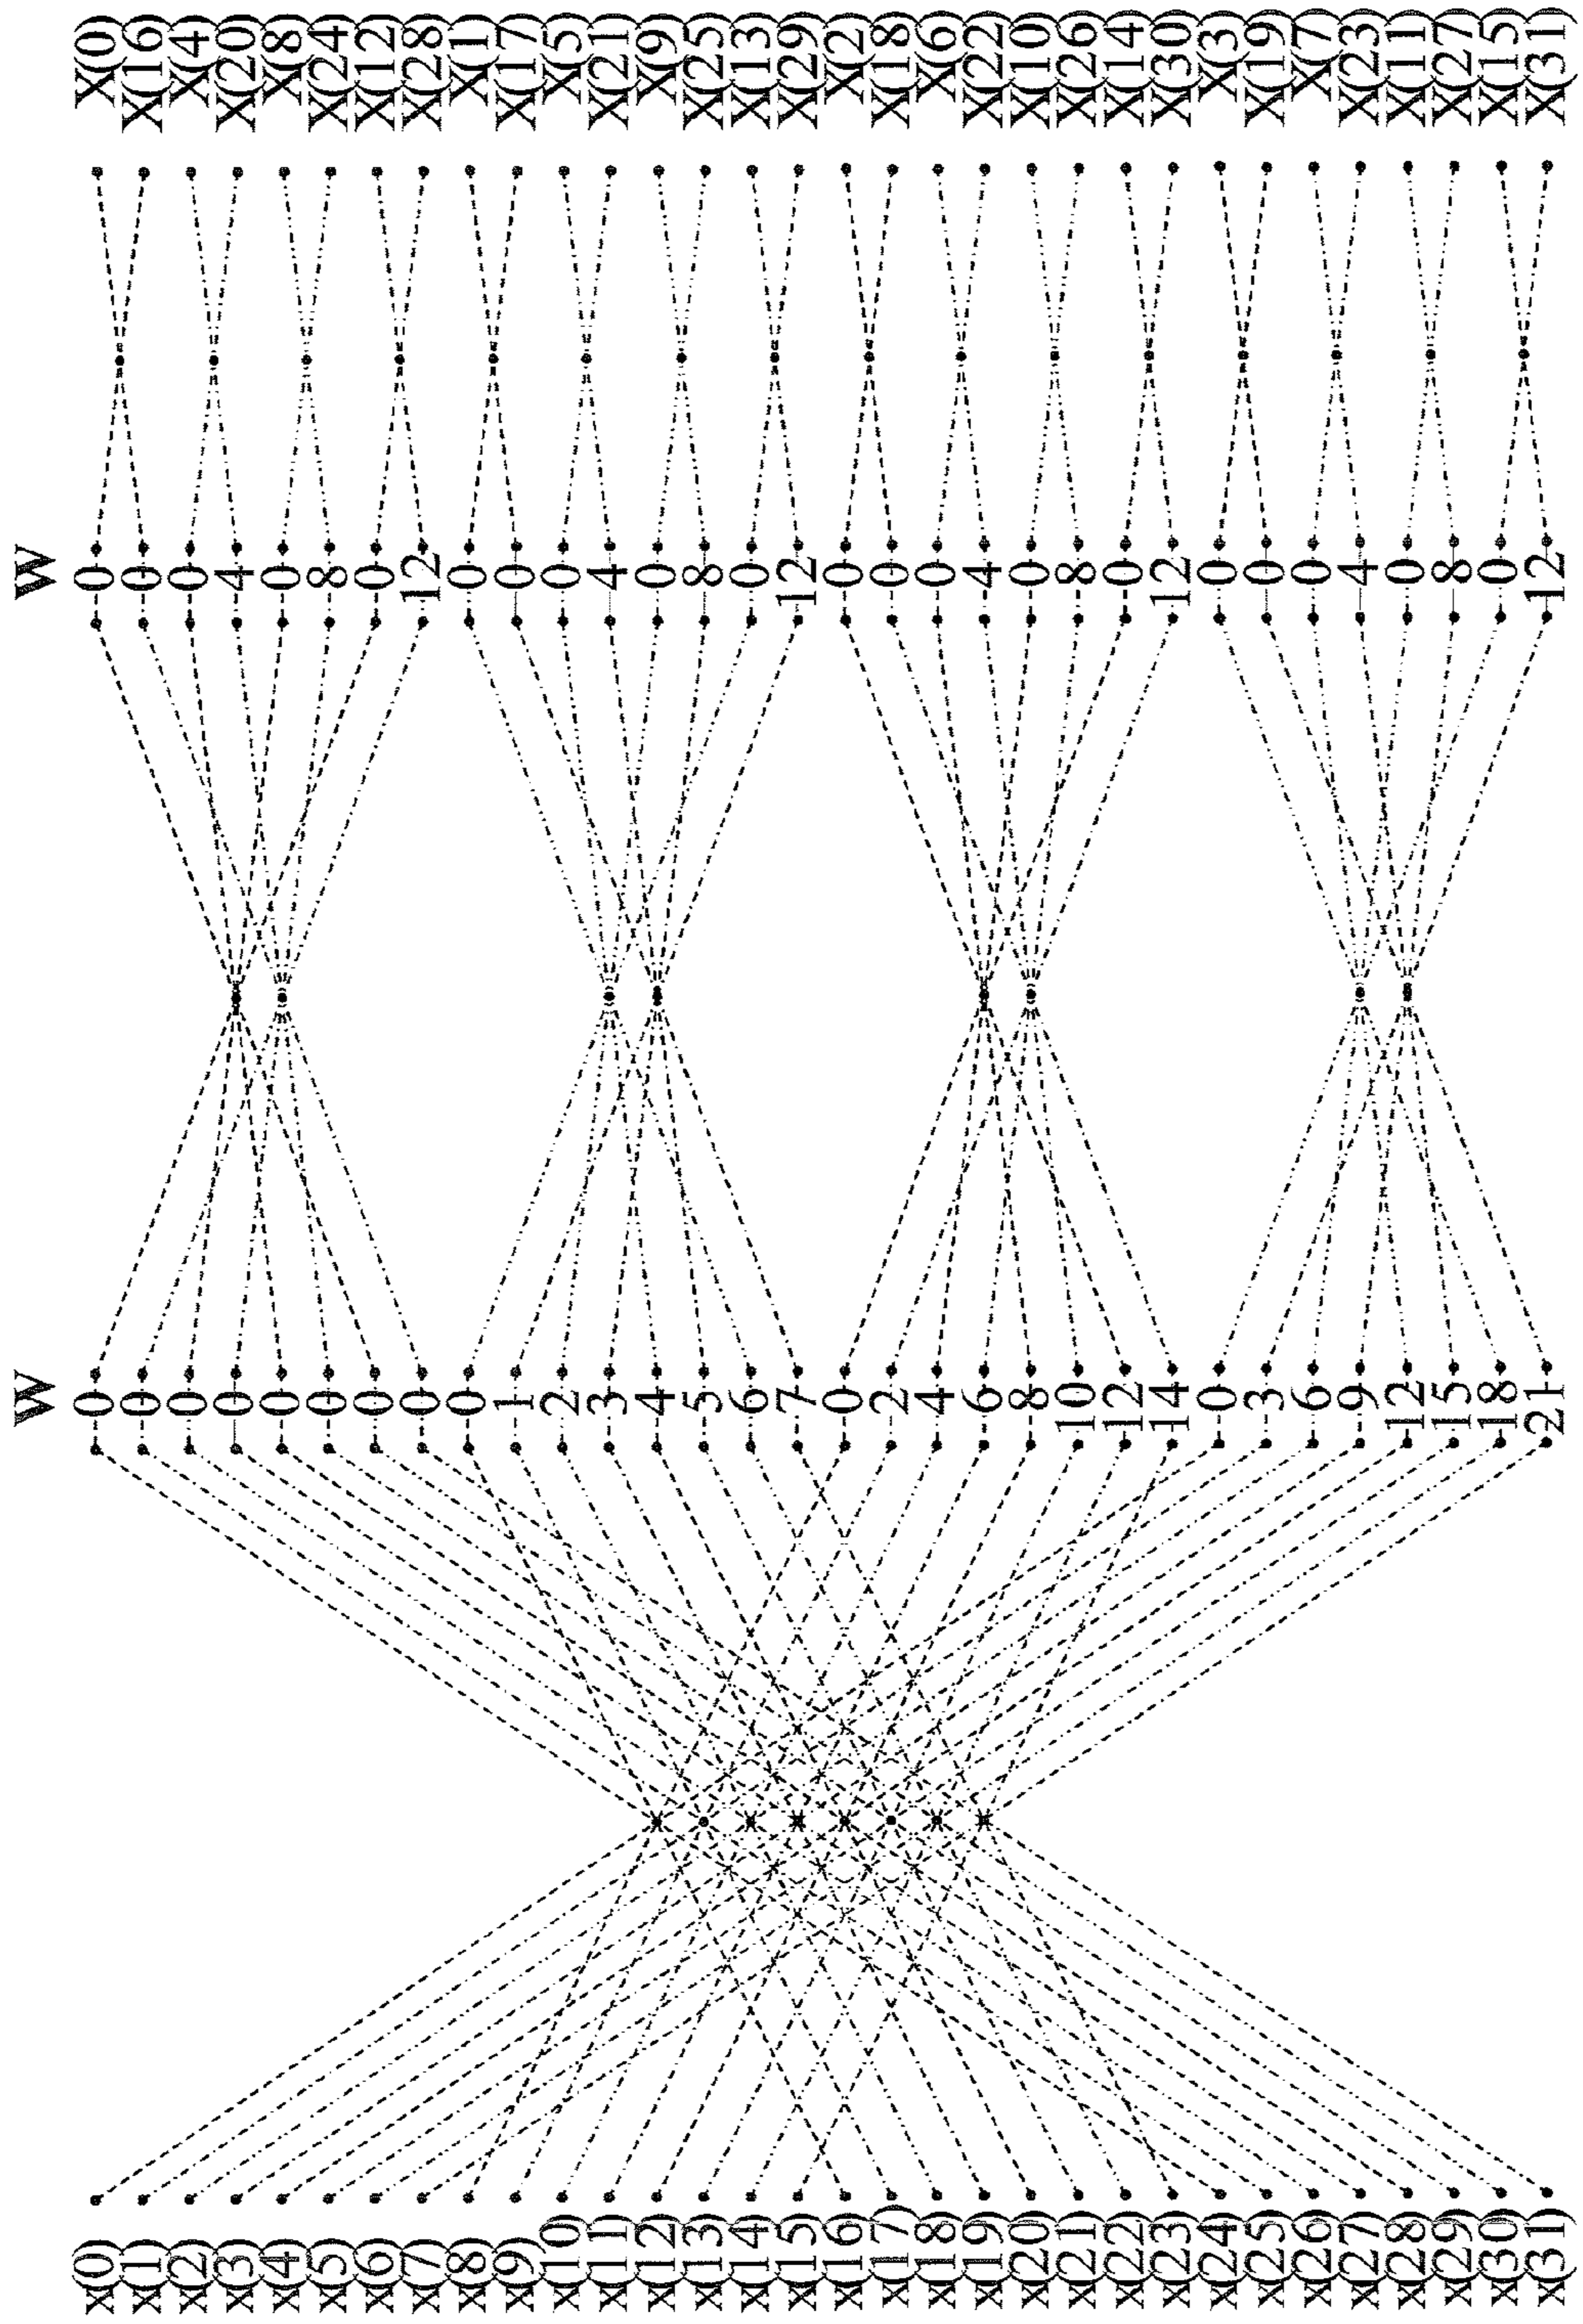 W W
x(0) 0 0 X(0)
x(1) 0 0 X(16)
x(2) 0 0 X(4)
x(3) 0 4 X(20)
x(4) 0 0 X(8)
x(5) 0 8 X(24)
x(6) 0 0 X(12)
x(7) 0 12 X(28)
x(8) 0 0 X(1)
x(9) 1 0 X(17)
x(10) 2 0 X(5)
x(11) 3 4 X(21)
x(12) 4 0 X(9)
x(13) 5 8 X(25)
x(14) 6 0 X(13)
x(15) 7 12 X(29)
x(16) 0 0 X(2)
x(17) 2 0 X(18)
x(18) 4 0 X(6)
x(19) 6 4 X(22)
x(20) 8 0 X(10)
x(21) 10 8 X(26)
x(22) 12 0 X(14)
x(23) 14 12 X(30)
x(24) 0 0 X(3)
x(25) 3 0 X(19)
x(26) 6 0 X(7)
x(27) 9 4 X(23)
x(28) 12 0 X(11)
x(29) 15 8 X(27)
x(30) 18 0 X(15)
x(31) 21 12 X(31)